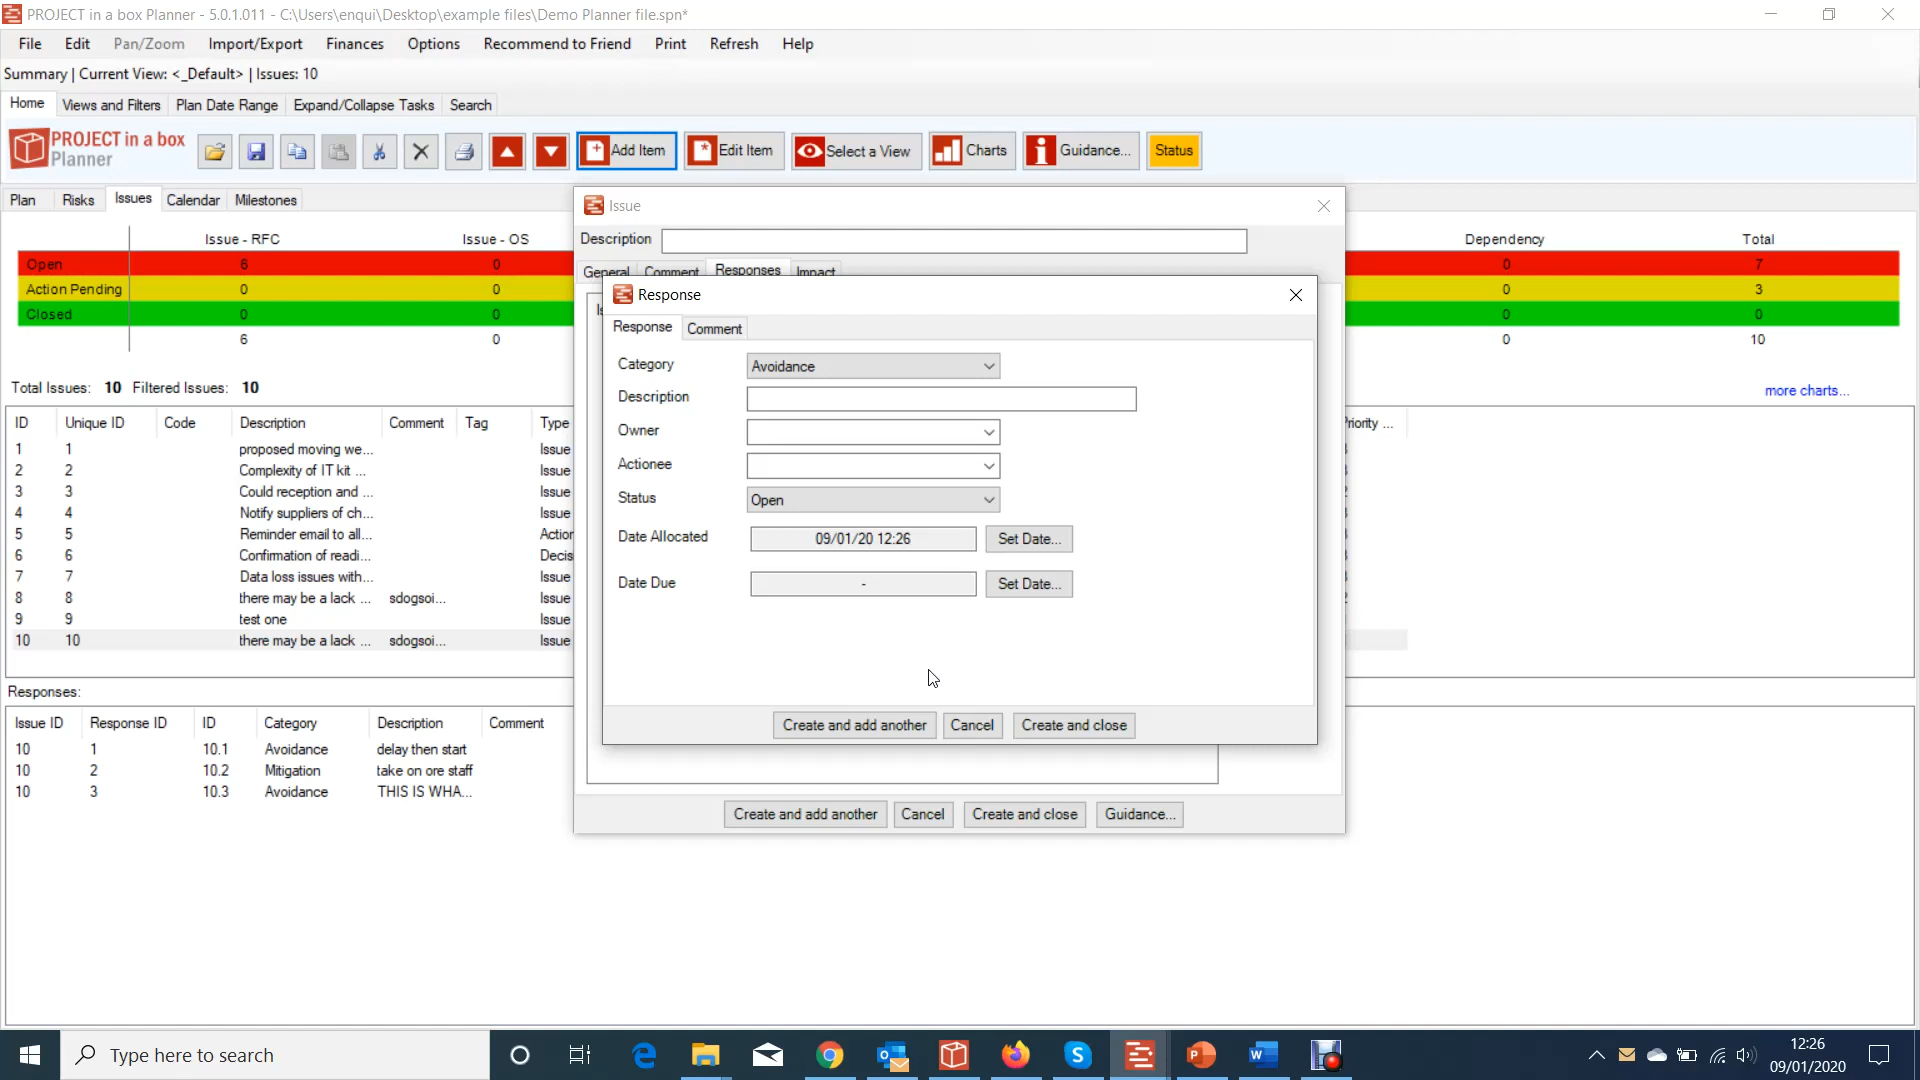 PROJECT in a box Planner - 5.0.1.011 - C:\Users\enqui\Desktop\example files\Demo Planner file.spn*
File Edit Pan/Zoom Import/Export Finances Options Recommend to Friend Print Refresh Help
Summary | Current View: <_Default> | Issues: 10
Home Views and Filters Plan Date Range Expand/Collapse Tasks Search
PROJECT in a box
Planner
Add Item Edit Item Select a View Charts Guidance... Status
Plan Risks Issues Calendar Milestones
Issue - RFC Issue - OS Dependency Total
Open 6 0 0 7
Action Pending 0 0 0 3
Closed 0 0 0 0
6 0 0 10
Total Issues: 10 Filtered Issues: 10
more charts...
ID Unique ID Code Description Comment Tag Type Priority ...
1 1 proposed moving we... Issue
2 2 Complexity of IT kit ... Issue
3 3 Could reception and ... Issue
4 4 Notify suppliers of ch... Issue
5 5 Reminder email to all... Action
6 6 Confirmation of readi... Decis
7 7 Data loss issues with... Issue
8 8 there may be a lack ... sdogsoi... Issue
9 9 test one Issue
10 10 there may be a lack ... sdogsoi... Issue
Responses:
Issue ID Response ID ID Category Description Comment
10 1 10.1 Avoidance delay then start
10 2 10.2 Mitigation take on ore staff
10 3 10.3 Avoidance THIS IS WHA...
Issue
Description
General Comment Responses Impact
Response
Response Comment
Category Avoidance
Description
Owner
Actionee
Status Open
Date Allocated 09/01/20 12:26 Set Date...
Date Due - Set Date...
Create and add another Cancel Create and close
Create and add another Cancel Create and close Guidance...
Type here to search
12:26
09/01/2020